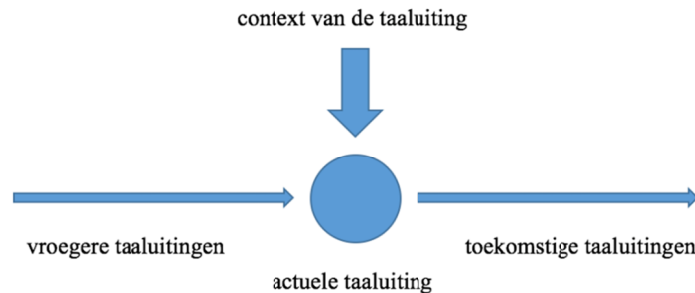 context van de taaluiting
vroegere taaluitingen
toekomstige taaluitingen
actuele taaluiting